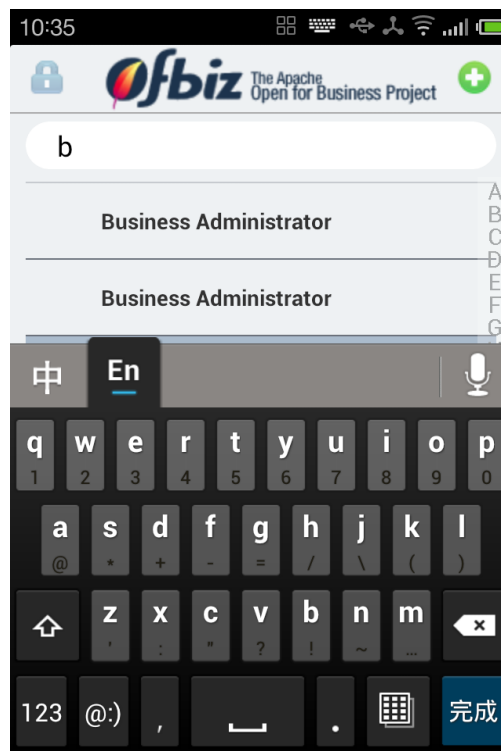 10:35
Ofbiz The Apache
Open for Business Project
b
A
Business Administrator
B
C
D
E
Business Administrator
F
G
中 En
q w e r t y u i o p
1 2 3 4 5 6 7 8 9 0
a s d f g h j k l
@ * + - = / \ ( )
z x c v b n m
' : " ? ! ~ ...
123 @:) , . 完成